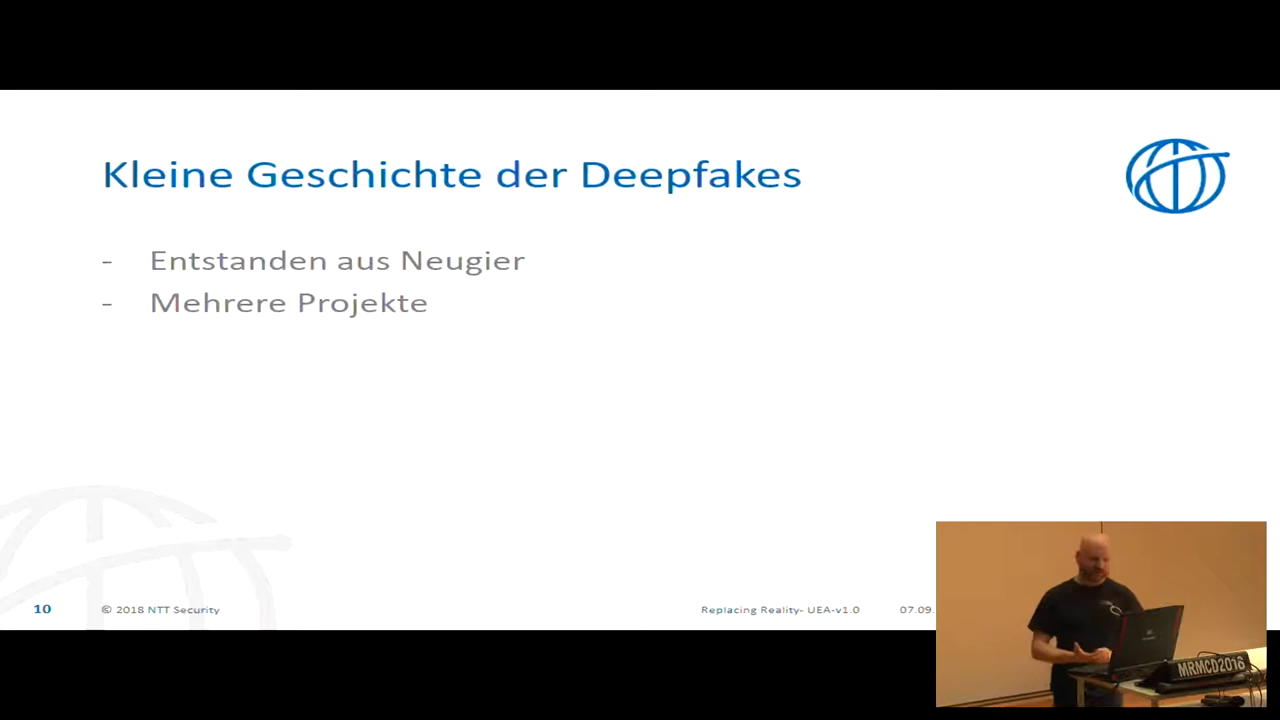 Kleine Geschichte der Deepfakes
- Entstanden aus Neugier
- Mehrere Projekte
10
© 2018 NTT Security
Replacing Reality- UEA-v1.0
07.09.
MRMCD2018